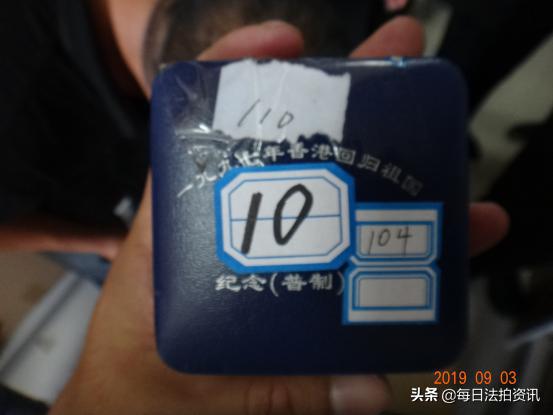 110
一九九七年香港回归祖国
10
104
纪念(普制)
2019 09 03
头条 @每日法拍资讯